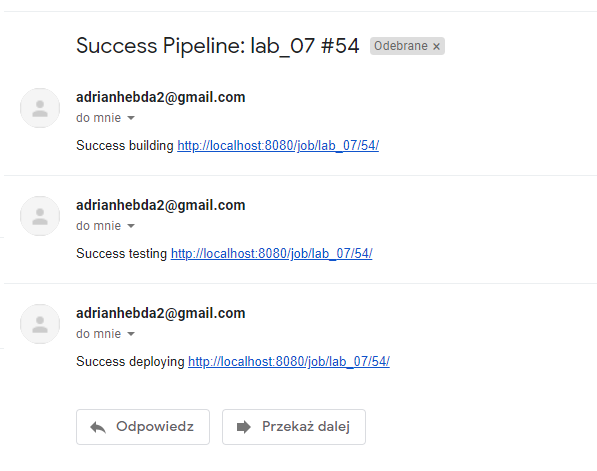 Success Pipeline: lab_07 #54 Odebrane ×
adrianhebda2@gmail.com
do mnie
Success building http://localhost:8080/job/lab_07/54/
adrianhebda2@gmail.com
do mnie
Success testing http://localhost:8080/job/lab_07/54/
adrianhebda2@gmail.com
do mnie
Success deploying http://localhost:8080/job/lab_07/54/
Odpowiedz Przekaż dalej